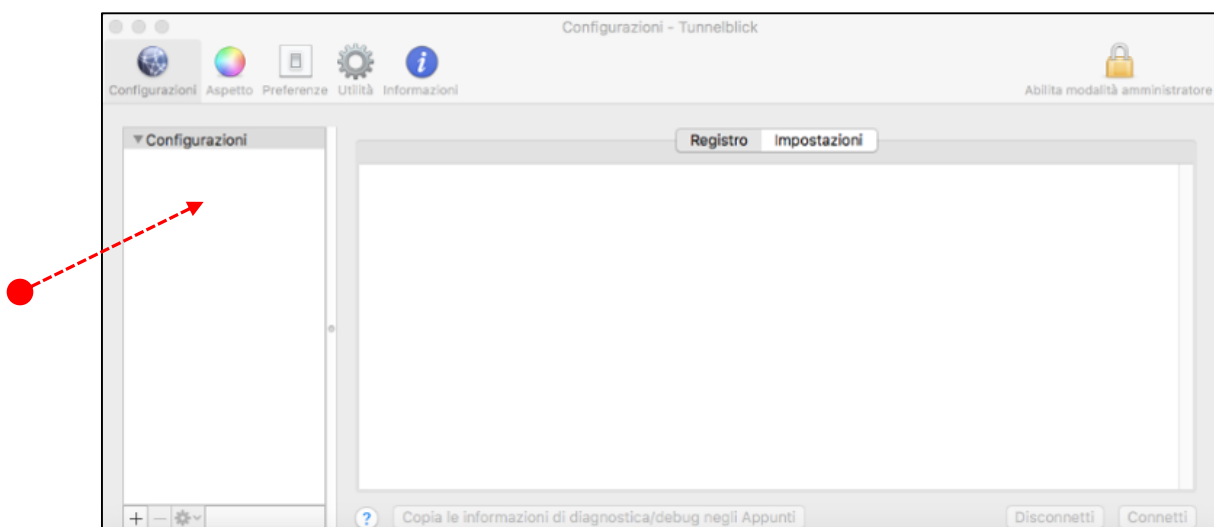 Configurazioni - Tunnelblick
Configurazioni Aspetto Preferenze Utilità Informazioni
Abilita modalità amministratore
Configurazioni
Registro Impostazioni
+ -
? Copia le informazioni di diagnostica/debug negli Appunti
Disconnetti Connetti